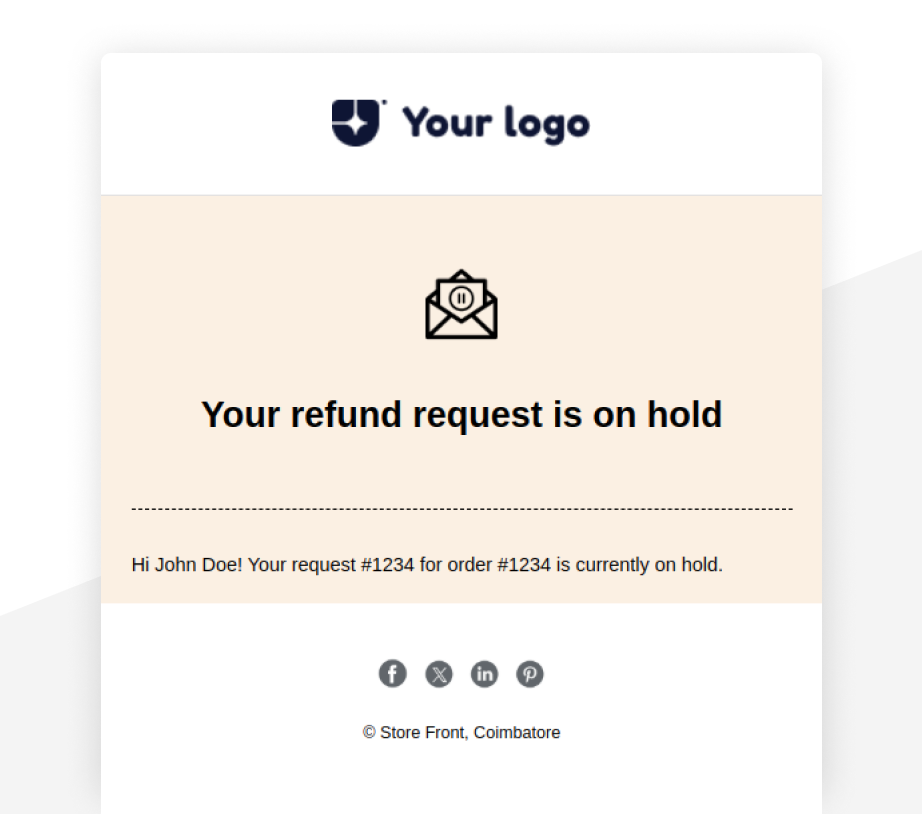 Your logo
Your refund request is on hold
Hi John Doe! Your request #1234 for order #1234 is currently on hold.
© Store Front, Coimbatore